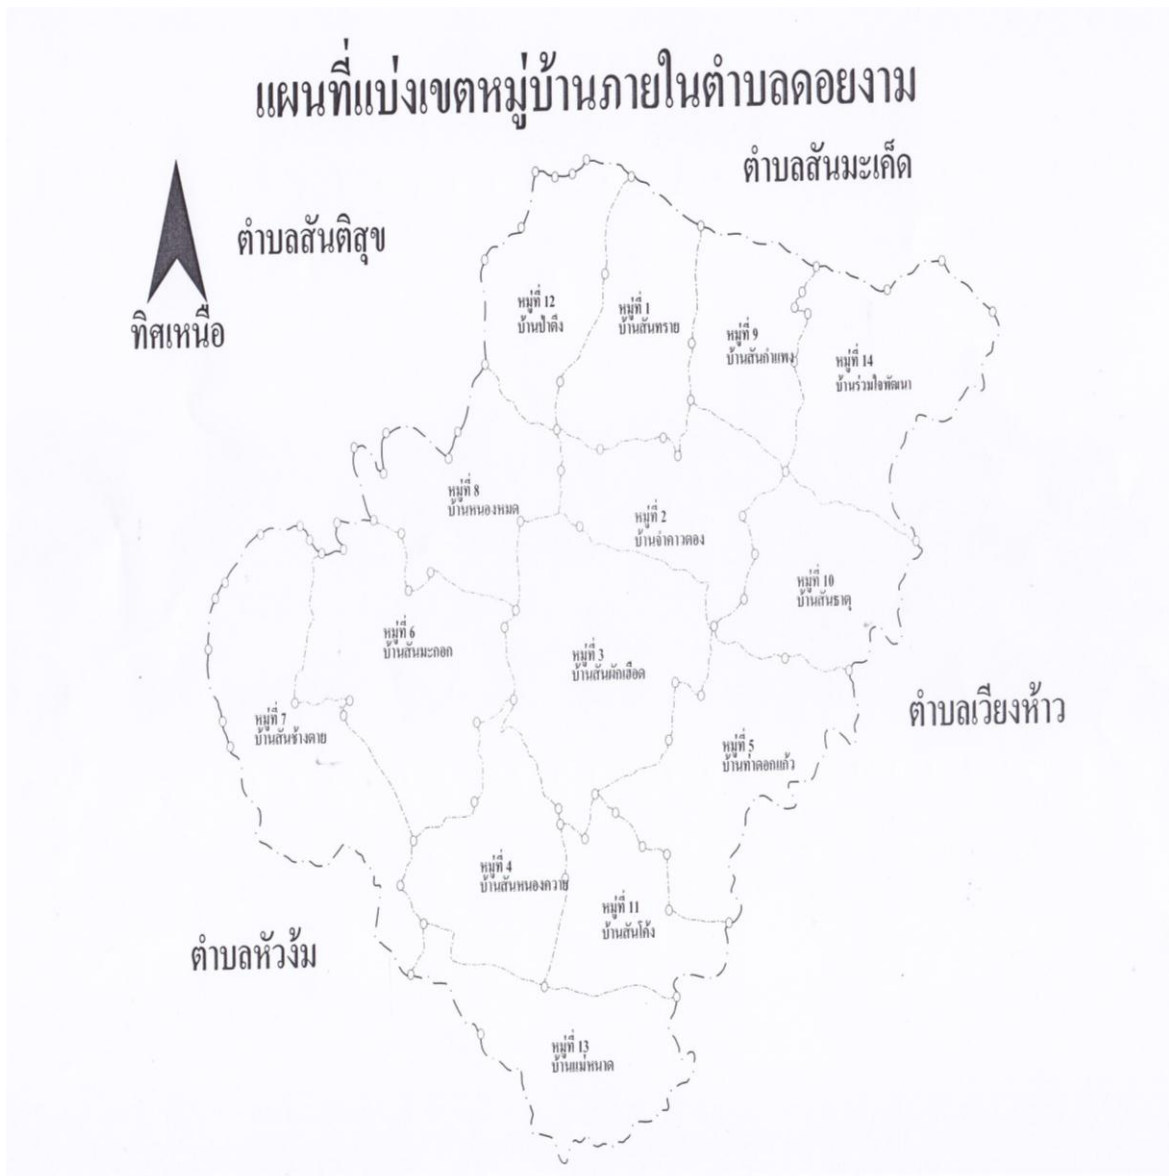 แผนที่แบ่งเขตหมู่บ้านภายในตำบลดอยงาม
ตำบลสันมะเค็ด
ตำบลสันติสุข
ทิศเหนือ
หมู่ที่ 12
บ้านป่าตึง
หมู่ที่ 1
บ้านสันทราย
หมู่ที่ 9
บ้านสันกำแพง
หมู่ที่ 14
บ้านร่วมใจพัฒนา
หมู่ที่ 8
บ้านหนองหมด
หมู่ที่ 2
บ้านจำคาวตอง
หมู่ที่ 10
บ้านสันธาตุ
หมู่ที่ 6
บ้านสันมะกอก
หมู่ที่ 3
บ้านสันผักเฮือด
หมู่ที่ 7
บ้านสันช้างตาย
ตำบลเวียงห้าว
หมู่ที่ 5
บ้านท่าดอกแก้ว
หมู่ที่ 4
บ้านสันหนองควาย
หมู่ที่ 11
บ้านสันโค้ง
ตำบลหัวง้ม
หมู่ที่ 13
บ้านแม่หนาด